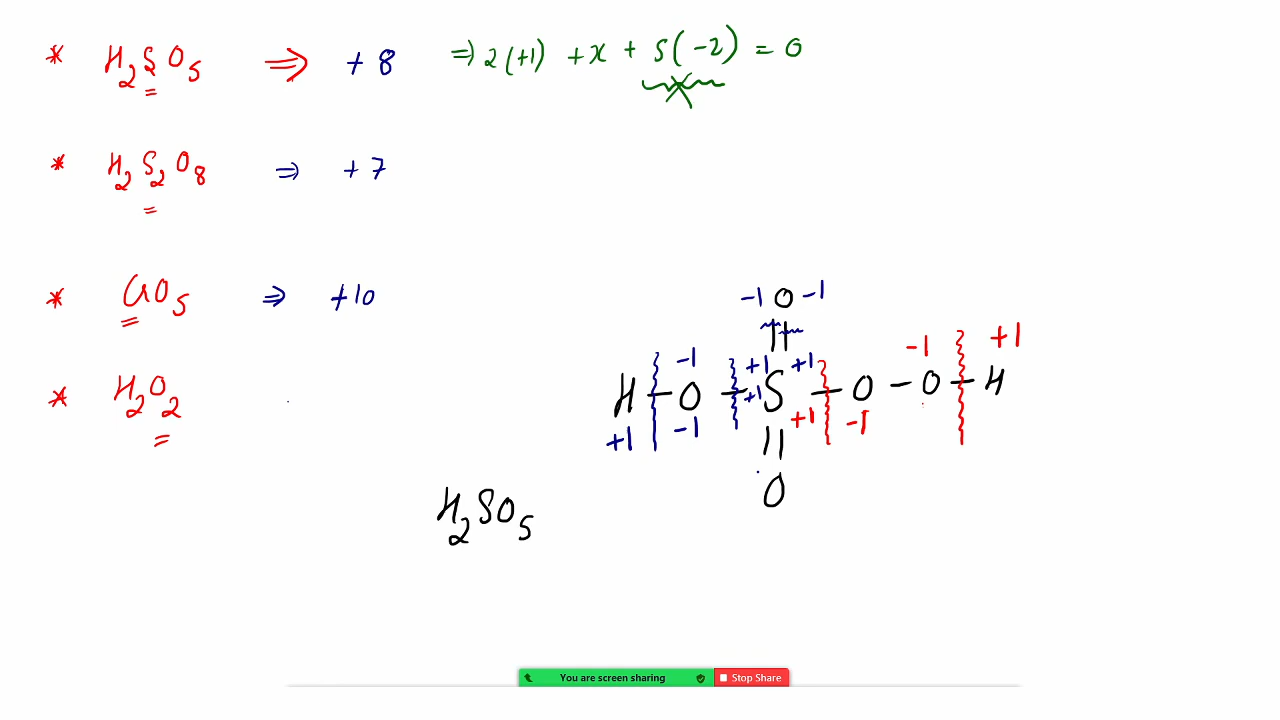 * H2SO5 ⇒ +8 ⇒ 2(+1) + x + 5(-2) = 0
* H2S2O8 ⇒ +7
* CrO5 ⇒ +10
* H2O2
-1 O -1
-1 +1 +1 -1 +1
H - O - S - O - O - H
+1 -1 +1 +1 -1
O
H2SO5
You are screen sharing Stop Share